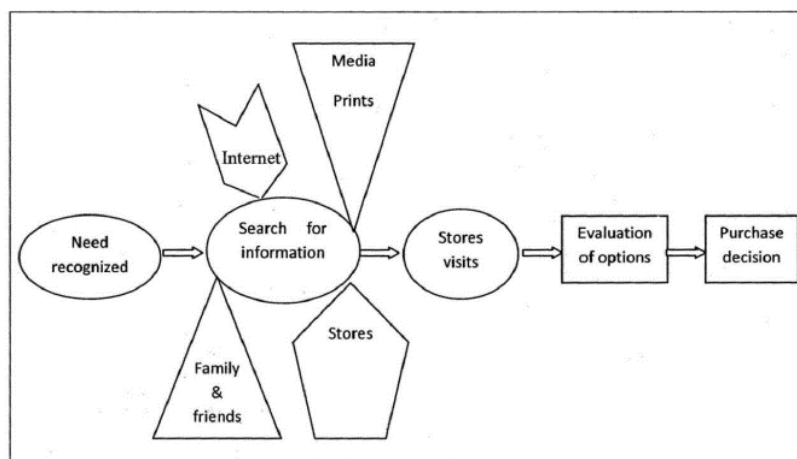 Media
Prints
Internet
Need
recognized
Search for
information
Stores
visits
Evaluation
of options
Purchase
decision
Family
&
friends
Stores